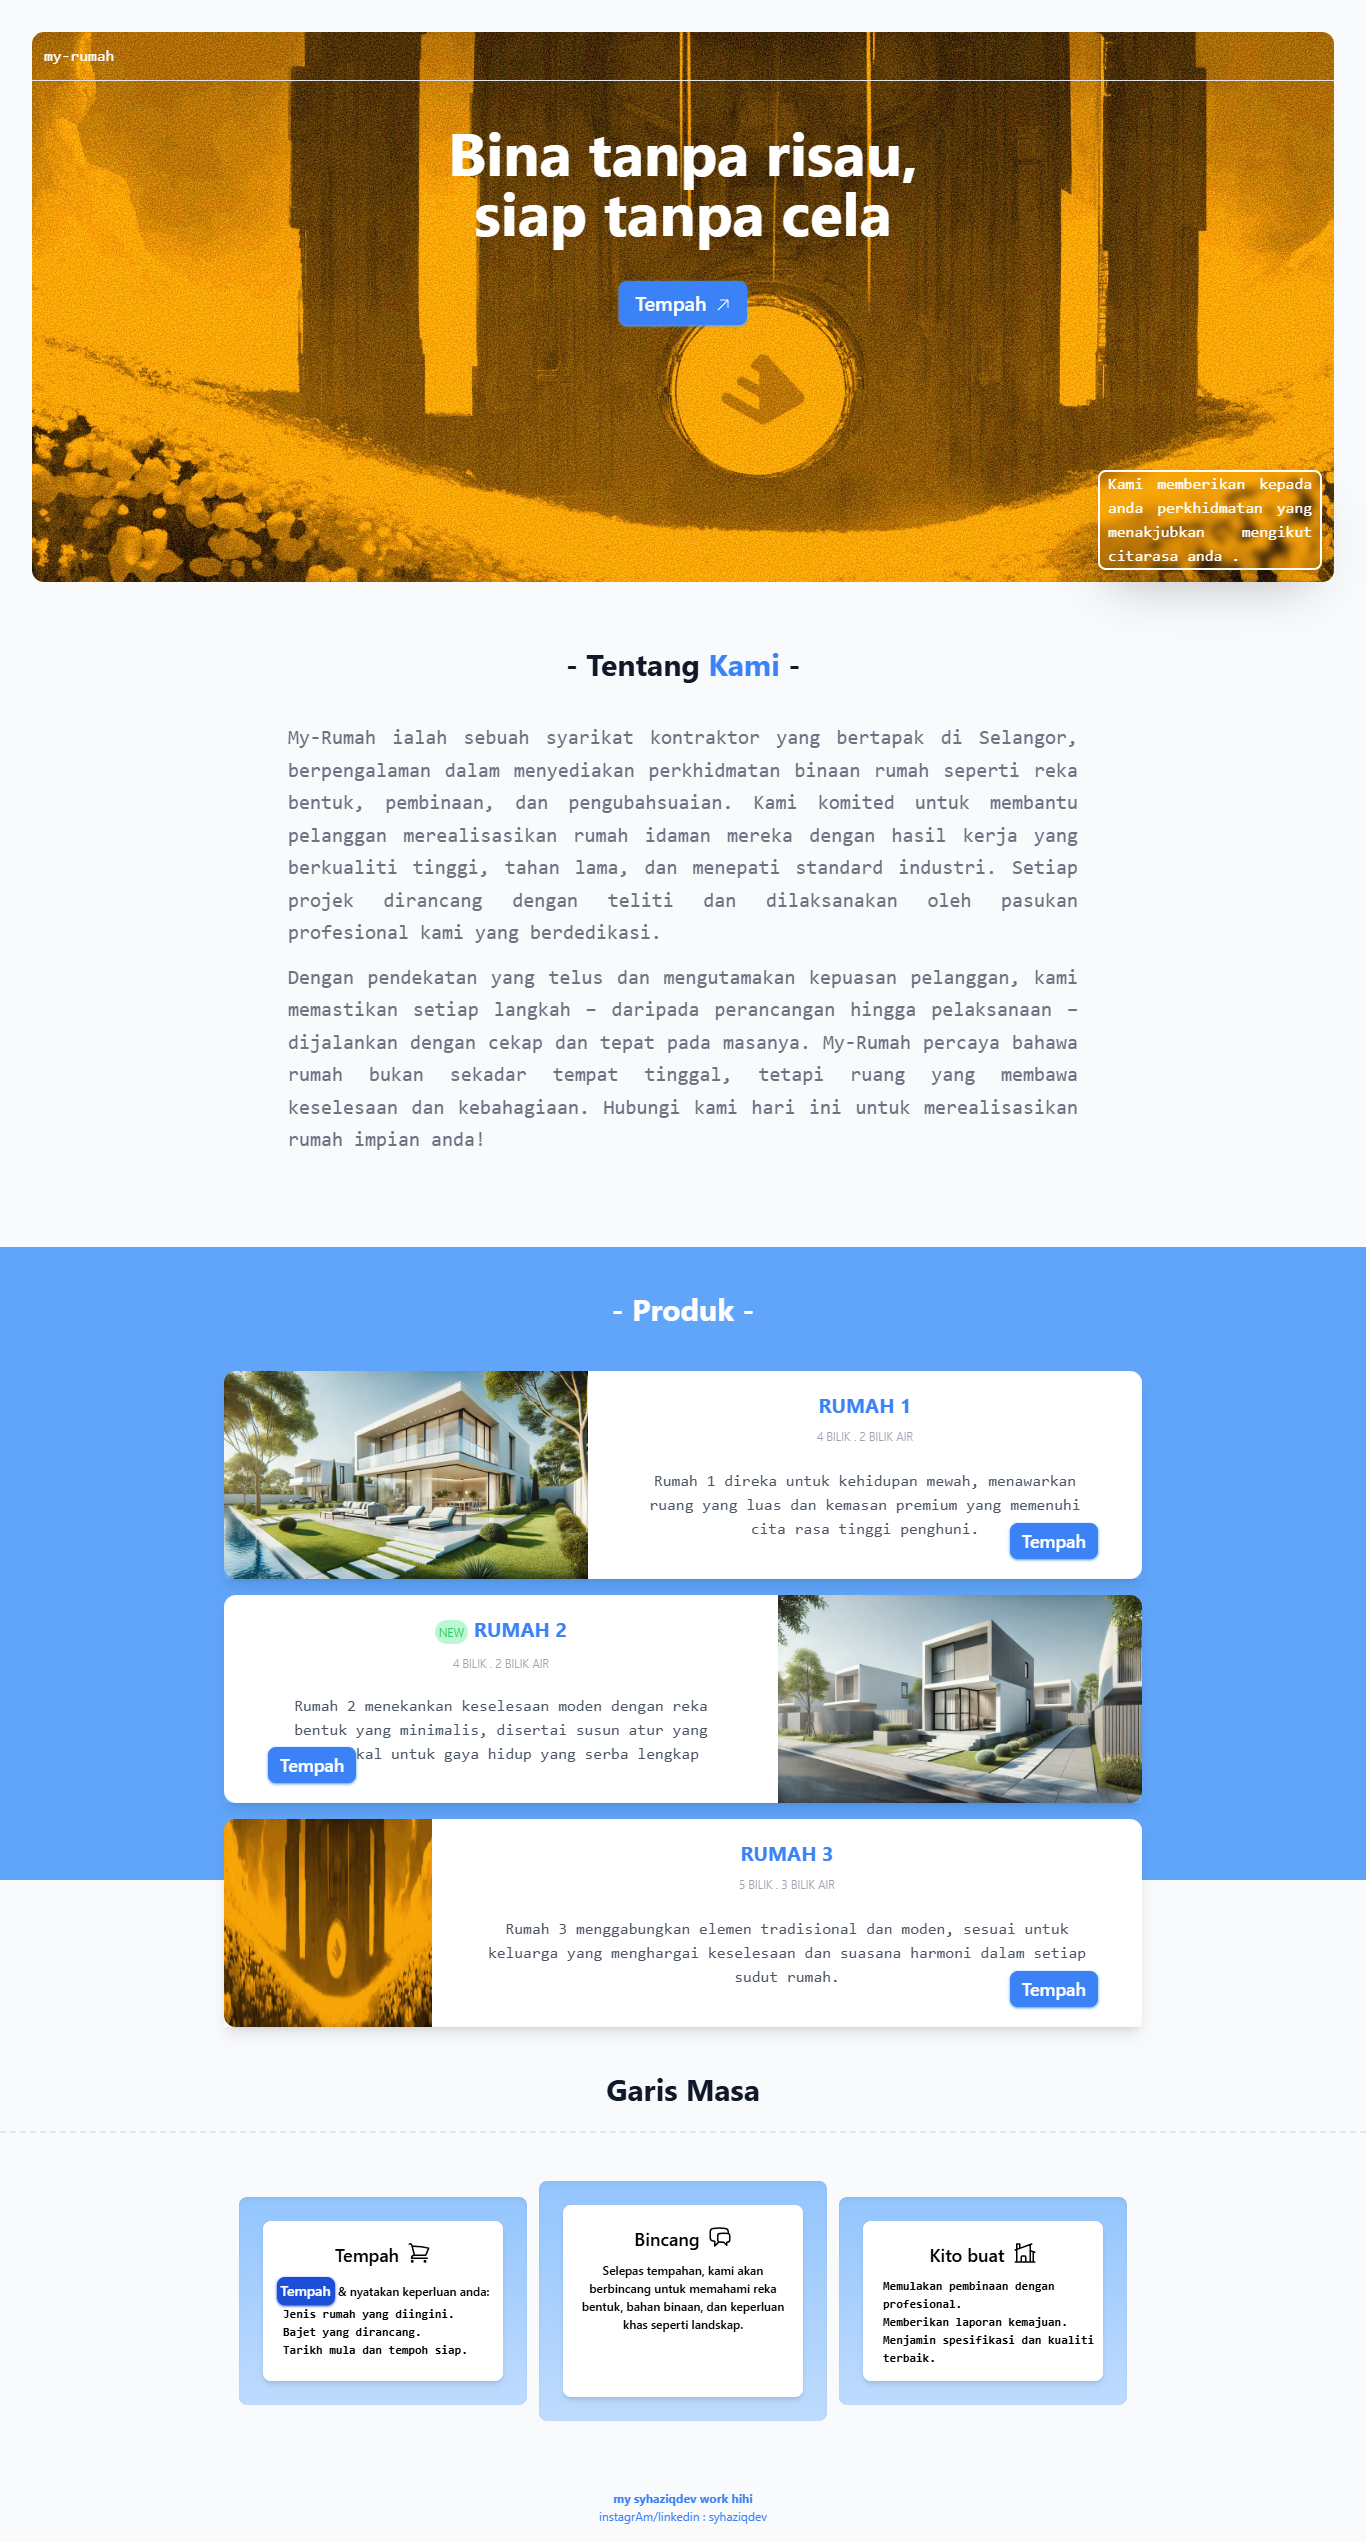 my-rumah
Bina tanpa risau,
siap tanpa cela
Tempah
Kami memberikan kepada
anda perkhidmatan yang
menakjubkan mengikut
citarasa anda .
- Tentang Kami -
My-Rumah ialah sebuah syarikat kontraktor yang bertapak di Selangor,
berpengalaman dalam menyediakan perkhidmatan binaan rumah seperti reka
bentuk, pembinaan, dan pengubahsuaian. Kami komited untuk membantu
pelanggan merealisasikan rumah idaman mereka dengan hasil kerja yang
berkualiti tinggi, tahan lama, dan menepati standard industri. Setiap
projek dirancang dengan teliti dan dilaksanakan oleh pasukan
profesional kami yang berdedikasi.
Dengan pendekatan yang telus dan mengutamakan kepuasan pelanggan, kami
memastikan setiap langkah – daripada perancangan hingga pelaksanaan –
dijalankan dengan cekap dan tepat pada masanya. My-Rumah percaya bahawa
rumah bukan sekadar tempat tinggal, tetapi ruang yang membawa
keselesaan dan kebahagiaan. Hubungi kami hari ini untuk merealisasikan
rumah impian anda!
- Produk -
RUMAH 1
4 BILIK . 2 BILIK AIR
Rumah 1 direka untuk kehidupan mewah, menawarkan
ruang yang luas dan kemasan premium yang memenuhi
cita rasa tinggi penghuni.
Tempah
NEW RUMAH 2
4 BILIK . 2 BILIK AIR
Rumah 2 menekankan keselesaan moden dengan reka
bentuk yang minimalis, disertai susun atur yang
kal untuk gaya hidup yang serba lengkap
Tempah
RUMAH 3
5 BILIK . 3 BILIK AIR
Rumah 3 menggabungkan elemen tradisional dan moden, sesuai untuk
keluarga yang menghargai keselesaan dan suasana harmoni dalam setiap
sudut rumah.
Tempah
Garis Masa
Tempah
Tempah & nyatakan keperluan anda:
Jenis rumah yang diingini.
Bajet yang dirancang.
Tarikh mula dan tempoh siap.
Bincang
Selepas tempahan, kami akan
berbincang untuk memahami reka
bentuk, bahan binaan, dan keperluan
khas seperti landskap.
Kito buat
Memulakan pembinaan dengan
profesional.
Memberikan laporan kemajuan.
Menjamin spesifikasi dan kualiti
terbaik.
my syhaziqdev work hihi
instagrAm/linkedin : syhaziqdev